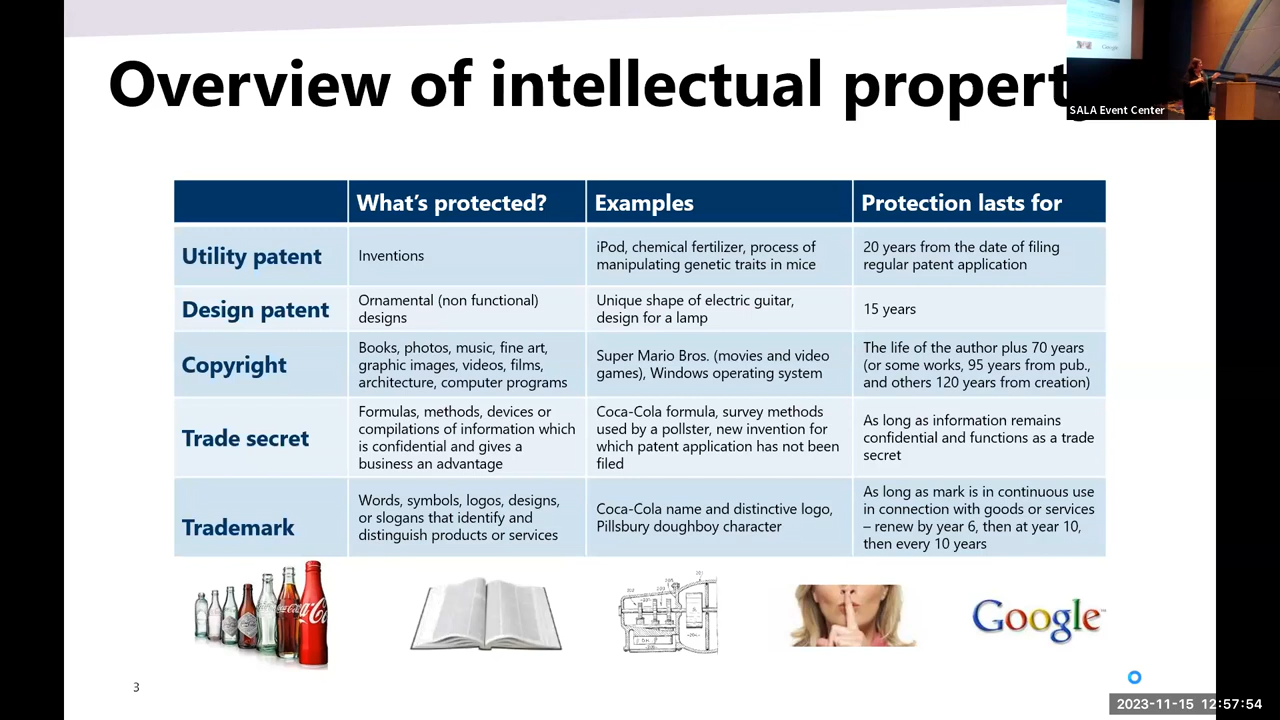 Overview of intellectual property
SALA Event Center
What's protected?
Examples
Protection lasts for
Utility patent
Inventions
iPod, chemical fertilizer, process of
manipulating genetic traits in mice
20 years from the date of filing
regular patent application
Design patent
Ornamental (non functional)
designs
Unique shape of electric guitar,
design for a lamp
15 years
Copyright
Books, photos, music, fine art,
graphic images, videos, films,
architecture, computer programs
Super Mario Bros. (movies and video
games), Windows operating system
The life of the author plus 70 years
(or some works, 95 years from pub.,
and others 120 years from creation)
Trade secret
Formulas, methods, devices or
compilations of information which
is confidential and gives a
business an advantage
Coca-Cola formula, survey methods
used by a pollster, new invention for
which patent application has not been
filed
As long as information remains
confidential and functions as a trade
secret
Trademark
Words, symbols, logos, designs,
or slogans that identify and
distinguish products or services
Coca-Cola name and distinctive logo,
Pillsbury doughboy character
As long as mark is in continuous use
in connection with goods or services
– renew by year 6, then at year 10,
then every 10 years
Google
3
2023-11-15 12:57:54